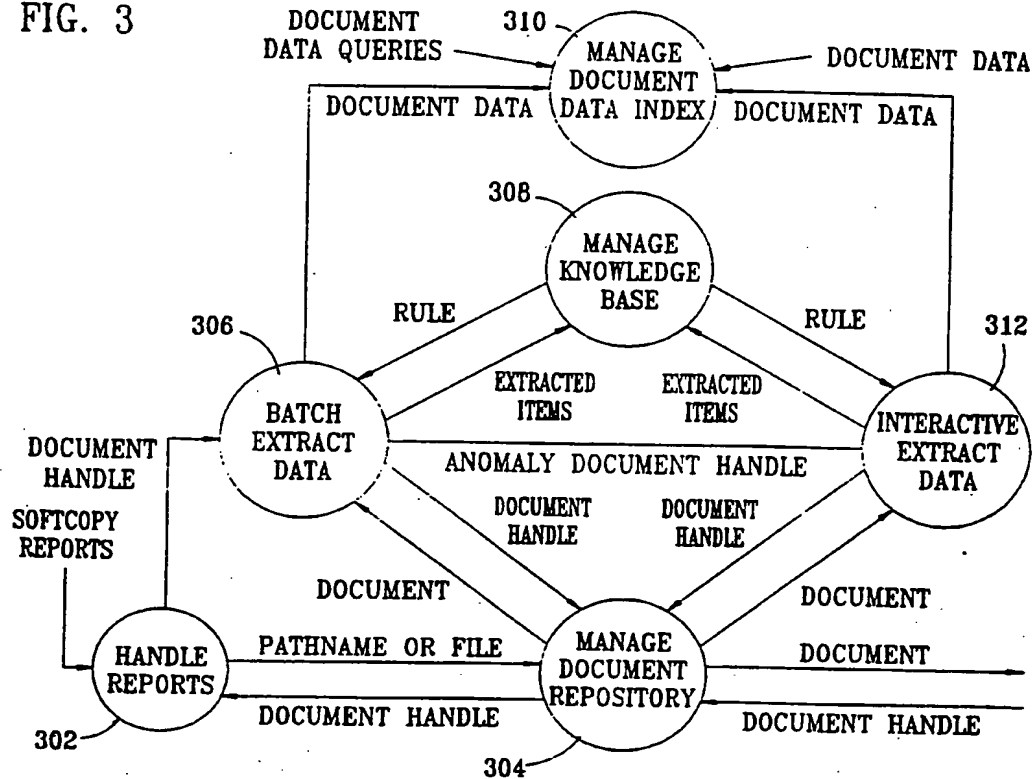 FIG. 3
DOCUMENT
DATA QUERIES
310
MANAGE
DOCUMENT
DATA INDEX
DOCUMENT DATA
DOCUMENT DATA
DOCUMENT DATA
308
MANAGE
KNOWLEDGE
BASE
RULE
RULE
306
312
EXTRACTED
ITEMS
EXTRACTED
ITEMS
BATCH
EXTRACT
DATA
INTERACTIVE
EXTRACT
DATA
ANOMALY DOCUMENT HANDLE
DOCUMENT
HANDLE
SOFTCOPY
REPORTS
DOCUMENT
HANDLE
DOCUMENT
HANDLE
DOCUMENT
DOCUMENT
HANDLE
REPORTS
302
PATHNAME OR FILE
DOCUMENT HANDLE
MANAGE
DOCUMENT
REPOSITORY
304
DOCUMENT
DOCUMENT HANDLE